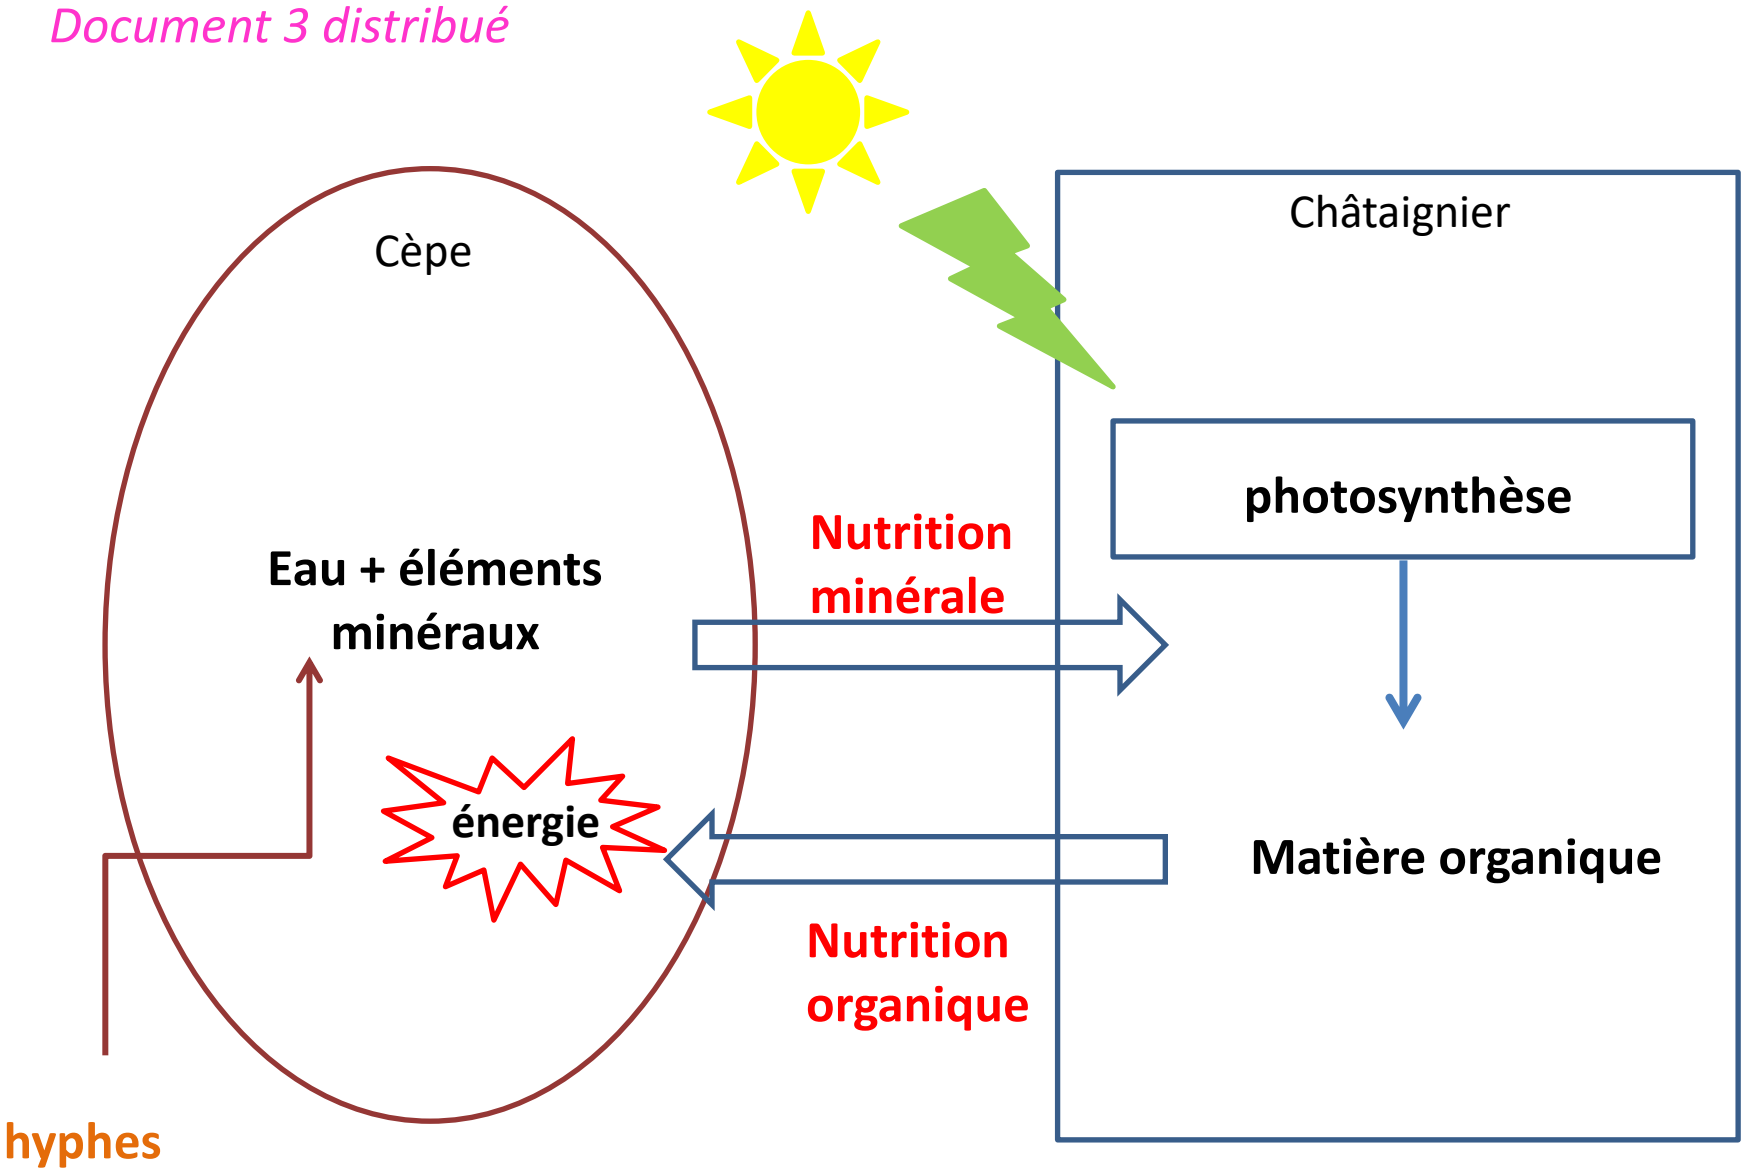 Document 3 distribué
Cèpe
Châtaignier
photosynthèse
Nutrition
minérale
Eau + éléments
minéraux
énergie
Matière organique
Nutrition
organique
hyphes